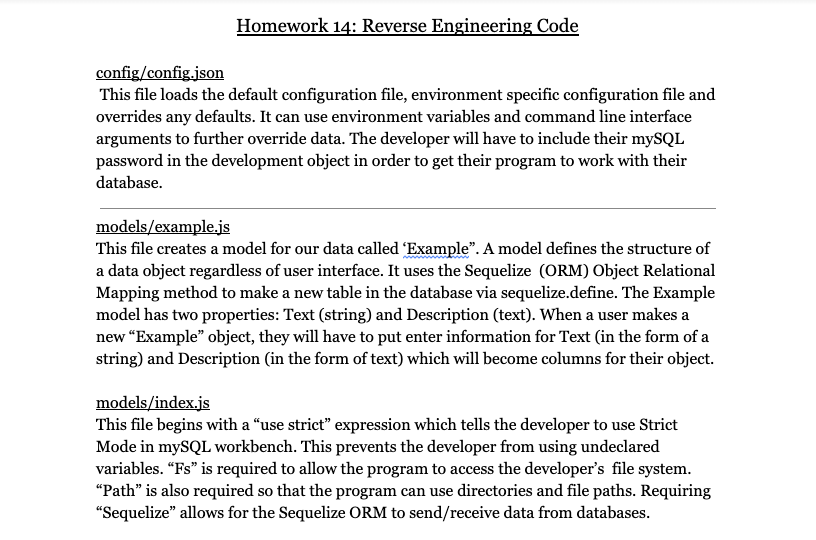 Homework 14: Reverse Engineering Code
config/config.json
This file loads the default configuration file, environment specific configuration file and
overrides any defaults. It can use environment variables and command line interface
arguments to further override data. The developer will have to include their mySQL
password in the development object in order to get their program to work with their
database.
models/example.js
This file creates a model for our data called ‘Example”. A model defines the structure of
a data object regardless of user interface. It uses the Sequelize (ORM) Object Relational
Mapping method to make a new table in the database via sequelize.define. The Example
model has two properties: Text (string) and Description (text). When a user makes a
new “Example” object, they will have to put enter information for Text (in the form of a
string) and Description (in the form of text) which will become columns for their object.
models/index.js
This file begins with a “use strict” expression which tells the developer to use Strict
Mode in mySQL workbench. This prevents the developer from using undeclared
variables. “Fs” is required to allow the program to access the developer’s file system.
“Path” is also required so that the program can use directories and file paths. Requiring
“Sequelize” allows for the Sequelize ORM to send/receive data from databases.